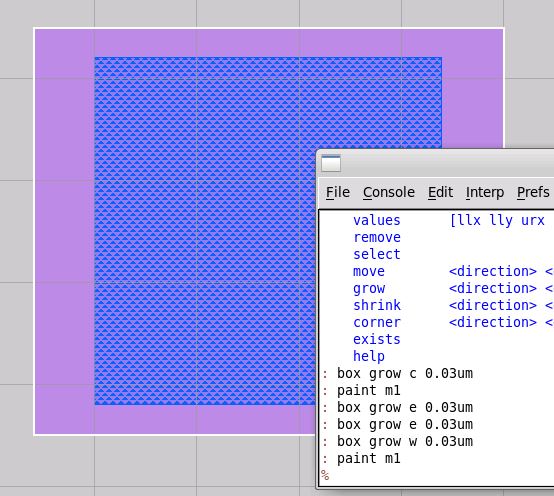 File Console Edit Interp Prefs
values [llx lly urx
remove
select
move <direction> <
grow <direction> <
shrink <direction> <
corner <direction> <
exists
help
: box grow c 0.03um
: paint m1
: box grow e 0.03um
: box grow e 0.03um
: box grow w 0.03um
: paint m1
%